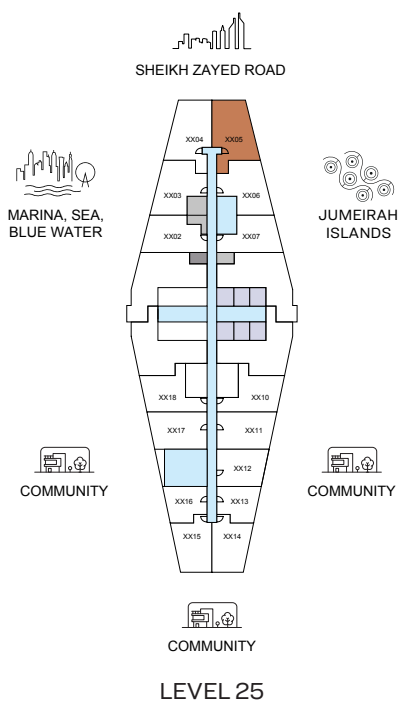 SHEIKH ZAYED ROAD
XX04
XX05
MARINA, SEA,
BLUE WATER
JUMEIRAH
ISLANDS
XX03
XX06
XX02
XX07
XX18
XX10
XX17
XX11
XX12
XX16
XX13
XX15
XX14
COMMUNITY
COMMUNITY
COMMUNITY
LEVEL 25